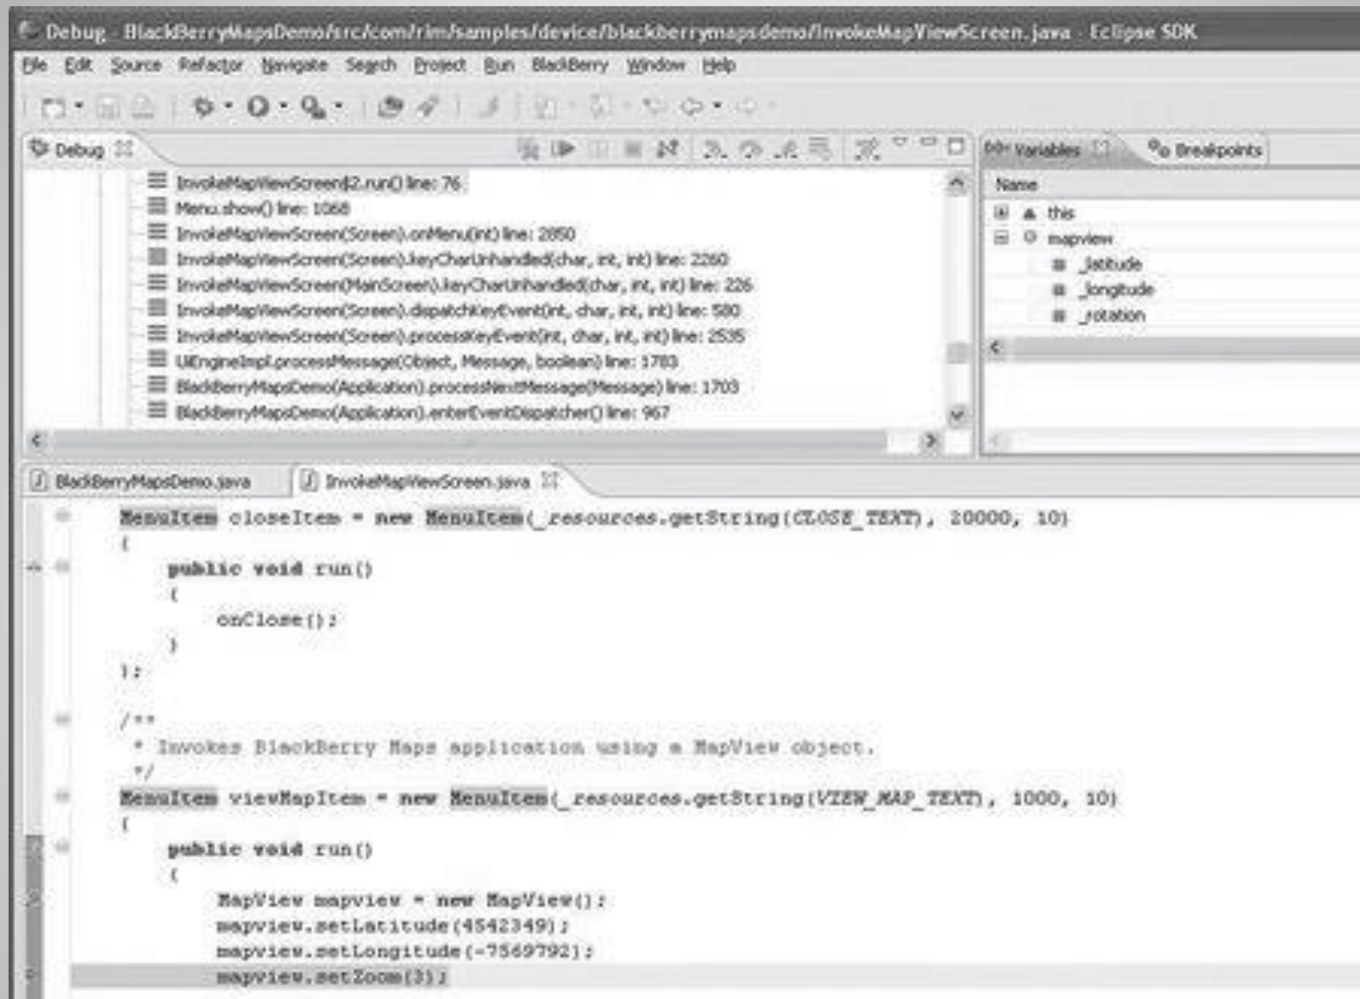 Debug - BlackBerryMapsDemo/src/com/rim/samples/device/blackberrymapsdemo/InvokeMapViewScreen.java - Eclipse SDK
File Edit Source Refactor Navigate Search Project Run BlackBerry Window Help
Debug
InvokeMapViewScreen$2.run() line: 76
Menu.show() line: 1068
InvokeMapViewScreen(Screen).onMenu(int) line: 2850
InvokeMapViewScreen(Screen).keyCharUnhandled(char, int, int) line: 2260
InvokeMapViewScreen(MainScreen).keyCharUnhandled(char, int, int) line: 226
InvokeMapViewScreen(Screen).dispatchKeyEvent(int, char, int, int) line: 580
InvokeMapViewScreen(Screen).processKeyEvent(int, char, int, int) line: 2535
UiEngineImpl.processMessage(Object, Message, boolean) line: 1783
BlackBerryMapsDemo(Application).processNextMessage(Message) line: 1703
BlackBerryMapsDemo(Application).enterEventDispatcher() line: 967
Variables Breakpoints
Name
this
mapview
_latitude
_longitude
_rotation
BlackBerryMapsDemo.java InvokeMapViewScreen.java
MenuItem closeItem = new MenuItem(_resources.getString(CLOSE_TEXT), 20000, 10)
{
public void run()
{
onClose();
}
};
/**
* Invokes BlackBerry Maps application using a MapView object.
*/
MenuItem viewMapItem = new MenuItem(_resources.getString(VIEW_MAP_TEXT), 1000, 10)
{
public void run()
{
MapView mapview = new MapView();
mapview.setLatitude(4542349);
mapview.setLongitude(-7569792);
mapview.setZoom(3);